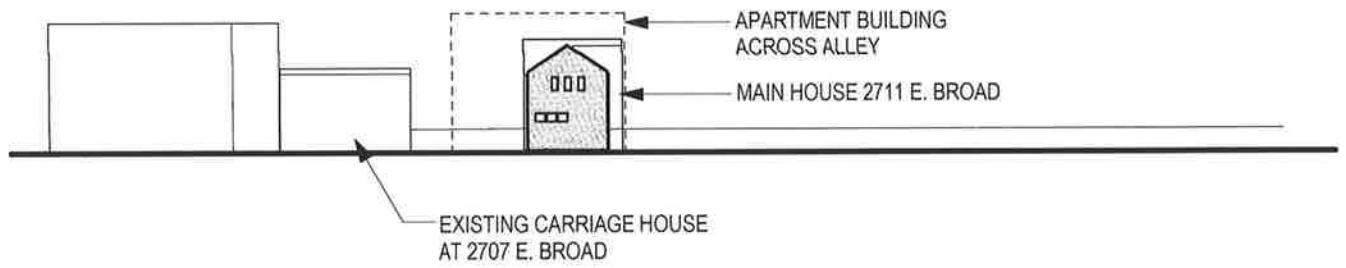 APARTMENT BUILDING
ACROSS ALLEY
MAIN HOUSE 2711 E. BROAD
EXISTING CARRIAGE HOUSE
AT 2707 E. BROAD